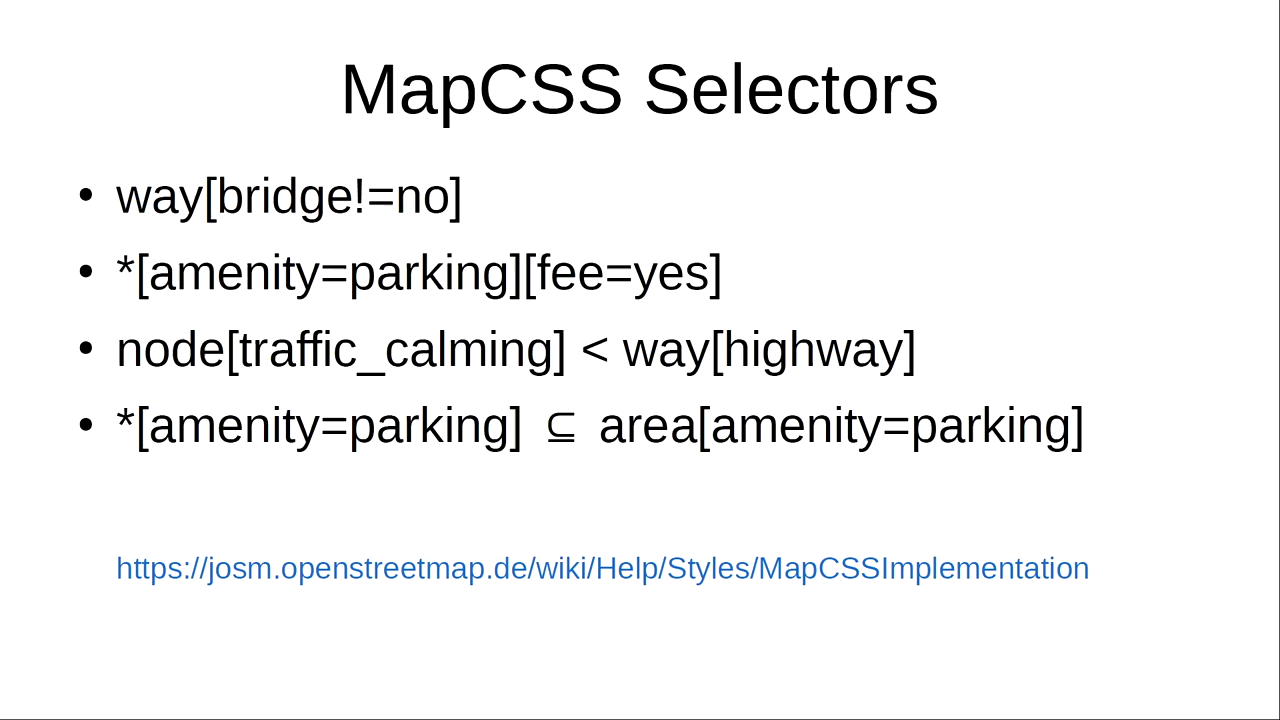 MapCSS Selectors
• way[bridge!=no]
• *[amenity=parking][fee=yes]
• node[traffic_calming] < way[highway]
• *[amenity=parking] ⊆ area[amenity=parking]
https://josm.openstreetmap.de/wiki/Help/Styles/MapCSSImplementation